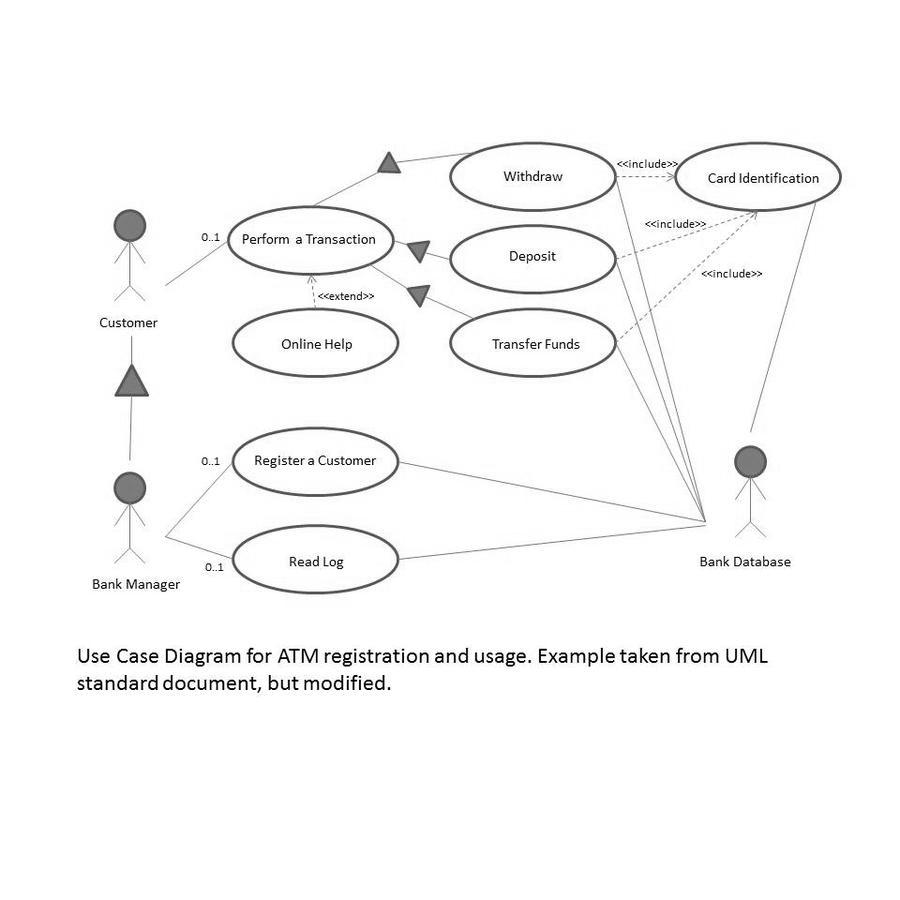 <<include>>
Withdraw
Card Identification
0..1
Perform a Transaction
<<include>>
Deposit
<<include>>
<<extend>>
Customer
Online Help
Transfer Funds
0..1
Register a Customer
Read Log
0..1
Bank Manager
Bank Database
Use Case Diagram for ATM registration and usage. Example taken from UML
standard document, but modified.